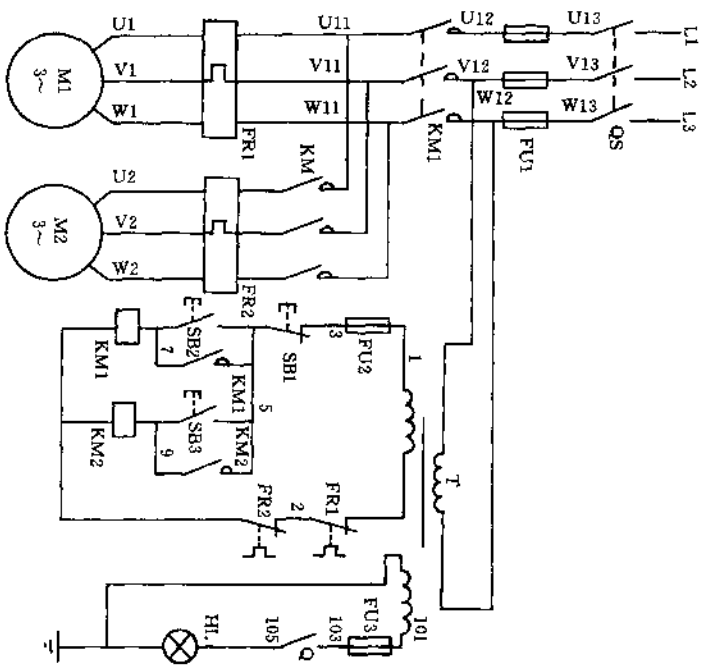 U1
U11
U12
U13
L1
M1
3~
V1
V11
V12
V13
L2
W1
W11
W12
W13
L3
FR1
KM
KM1
FU1
QS
U2
M2
3~
V2
W2
FR2
SB2
7
KM1
KM1
SB1
3
FU2
1
5
SB3
9
KM2
KM2
FR2
2
FR1
T
HL
105
Q
103
FU3
101